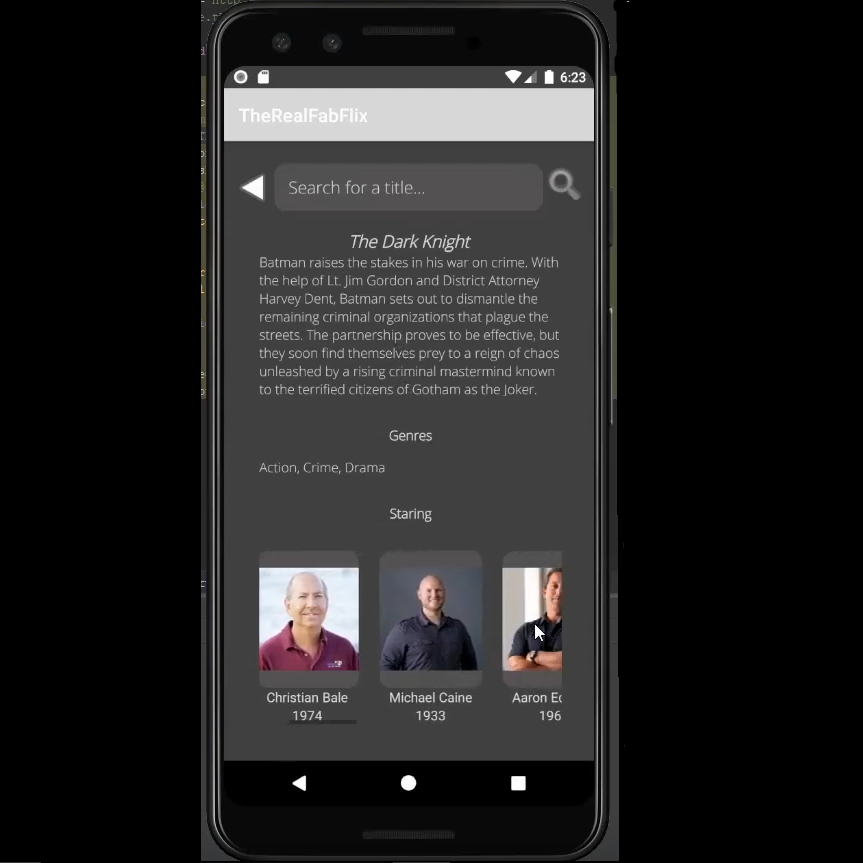 6:23
TheRealFabFlix
Search for a title...
The Dark Knight
Batman raises the stakes in his war on crime. With
the help of Lt. Jim Gordon and District Attorney
Harvey Dent, Batman sets out to dismantle the
remaining criminal organizations that plague the
streets. The partnership proves to be effective, but
they soon find themselves prey to a reign of chaos
unleashed by a rising criminal mastermind known
to the terrified citizens of Gotham as the Joker.
Genres
Action, Crime, Drama
Staring
Christian Bale
1974
Michael Caine
1933
Aaron Ec
196